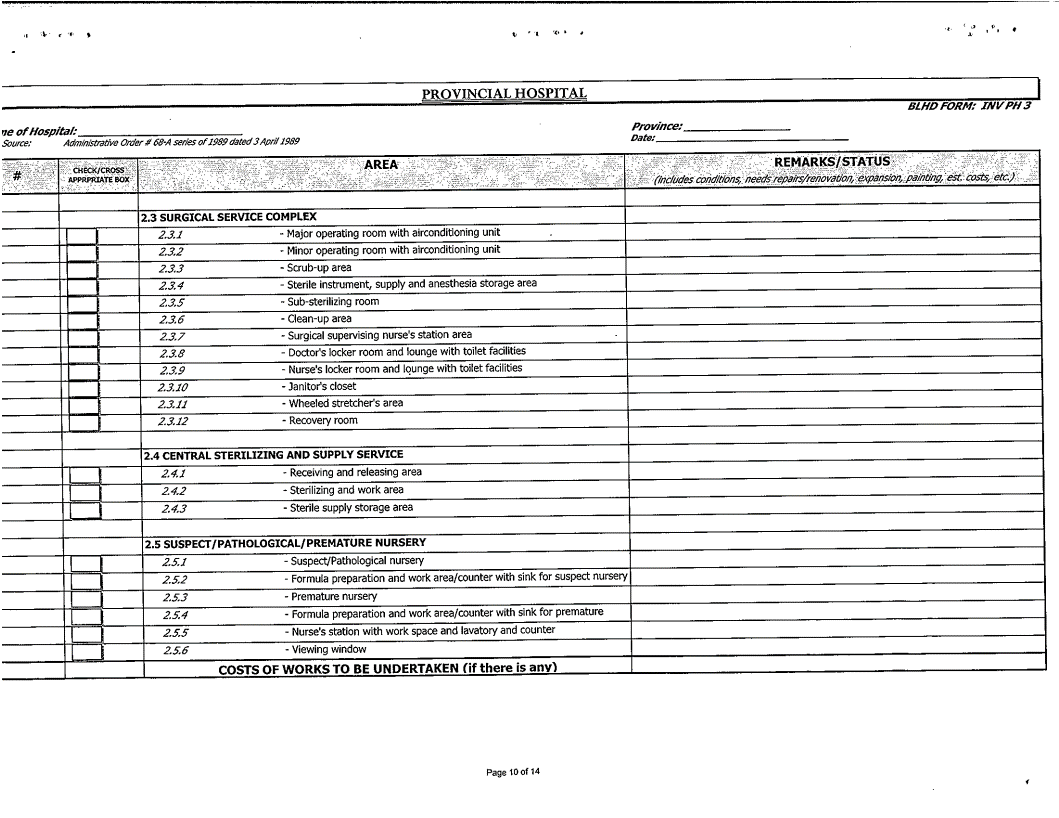 PROVINCIAL HOSPITAL
BLHD FORM: INV PH 3
ne of Hospital: Province:
Source: Administrative Order # 68-A series of 1989 dated 3 April 1989 Date:
# CHECK/CROSS APPRPRIATE BOX AREA REMARKS/STATUS
(Includes conditions, needs repairs/renovation, expansion, painting, est. costs, etc.)
2.3 SURGICAL SERVICE COMPLEX
2.3.1 - Major operating room with airconditioning unit
2.3.2 - Minor operating room with airconditioning unit
2.3.3 - Scrub-up area
2.3.4 - Sterile instrument, supply and anesthesia storage area
2.3.5 - Sub-sterilizing room
2.3.6 - Clean-up area
2.3.7 - Surgical supervising nurse's station area
2.3.8 - Doctor's locker room and lounge with toilet facilities
2.3.9 - Nurse's locker room and lounge with toilet facilities
2.3.10 - Janitor's closet
2.3.11 - Wheeled stretcher's area
2.3.12 - Recovery room
2.4 CENTRAL STERILIZING AND SUPPLY SERVICE
2.4.1 - Receiving and releasing area
2.4.2 - Sterilizing and work area
2.4.3 - Sterile supply storage area
2.5 SUSPECT/PATHOLOGICAL/PREMATURE NURSERY
2.5.1 - Suspect/Pathological nursery
2.5.2 - Formula preparation and work area/counter with sink for suspect nursery
2.5.3 - Premature nursery
2.5.4 - Formula preparation and work area/counter with sink for premature
2.5.5 - Nurse's station with work space and lavatory and counter
2.5.6 - Viewing window
COSTS OF WORKS TO BE UNDERTAKEN (if there is any)
Page 10 of 14